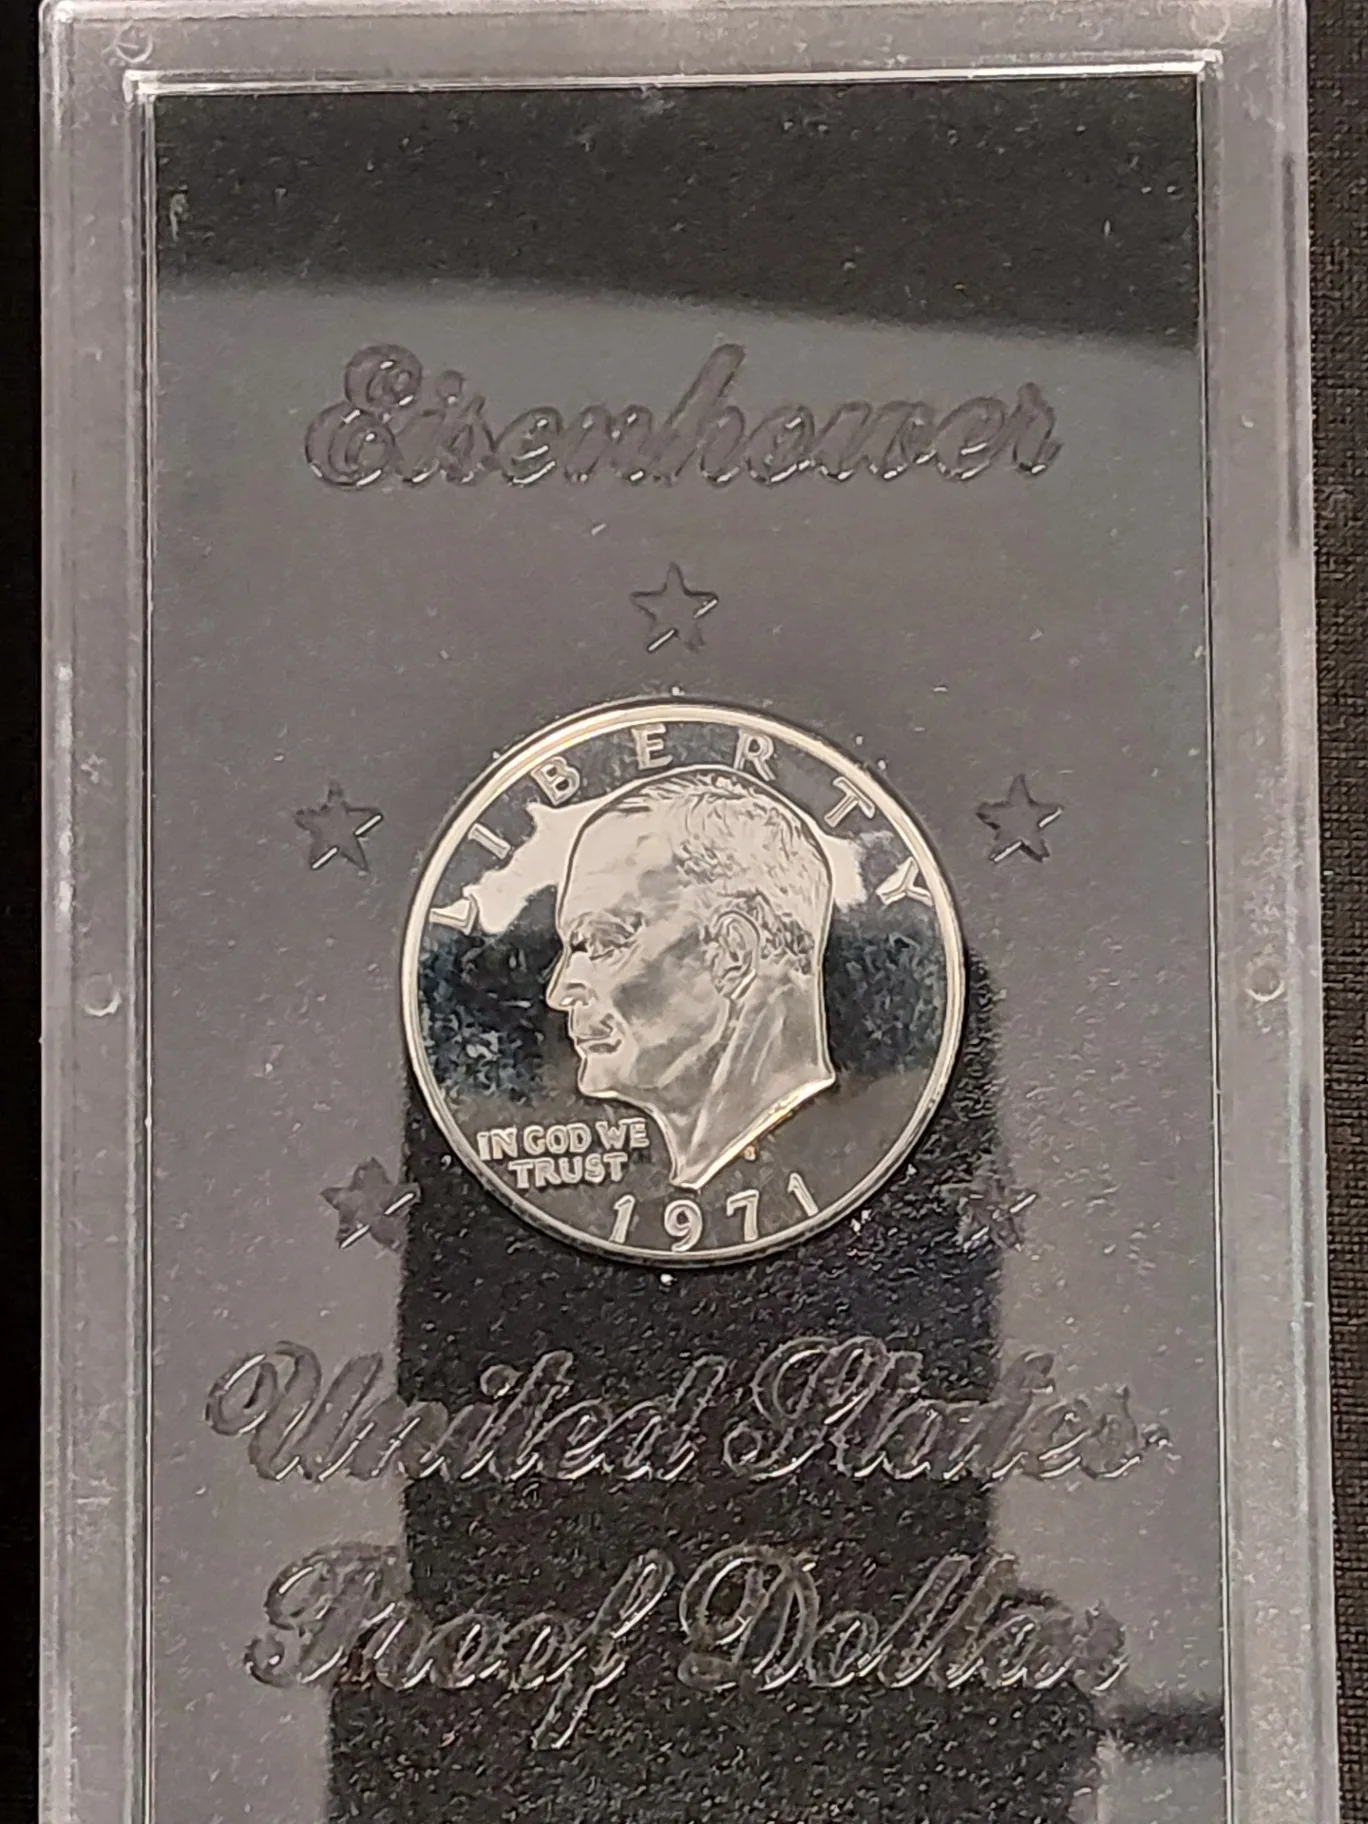 Eisenhower
LIBERTY
IN GOD WE
TRUST
1971
United States
Proof Dollar